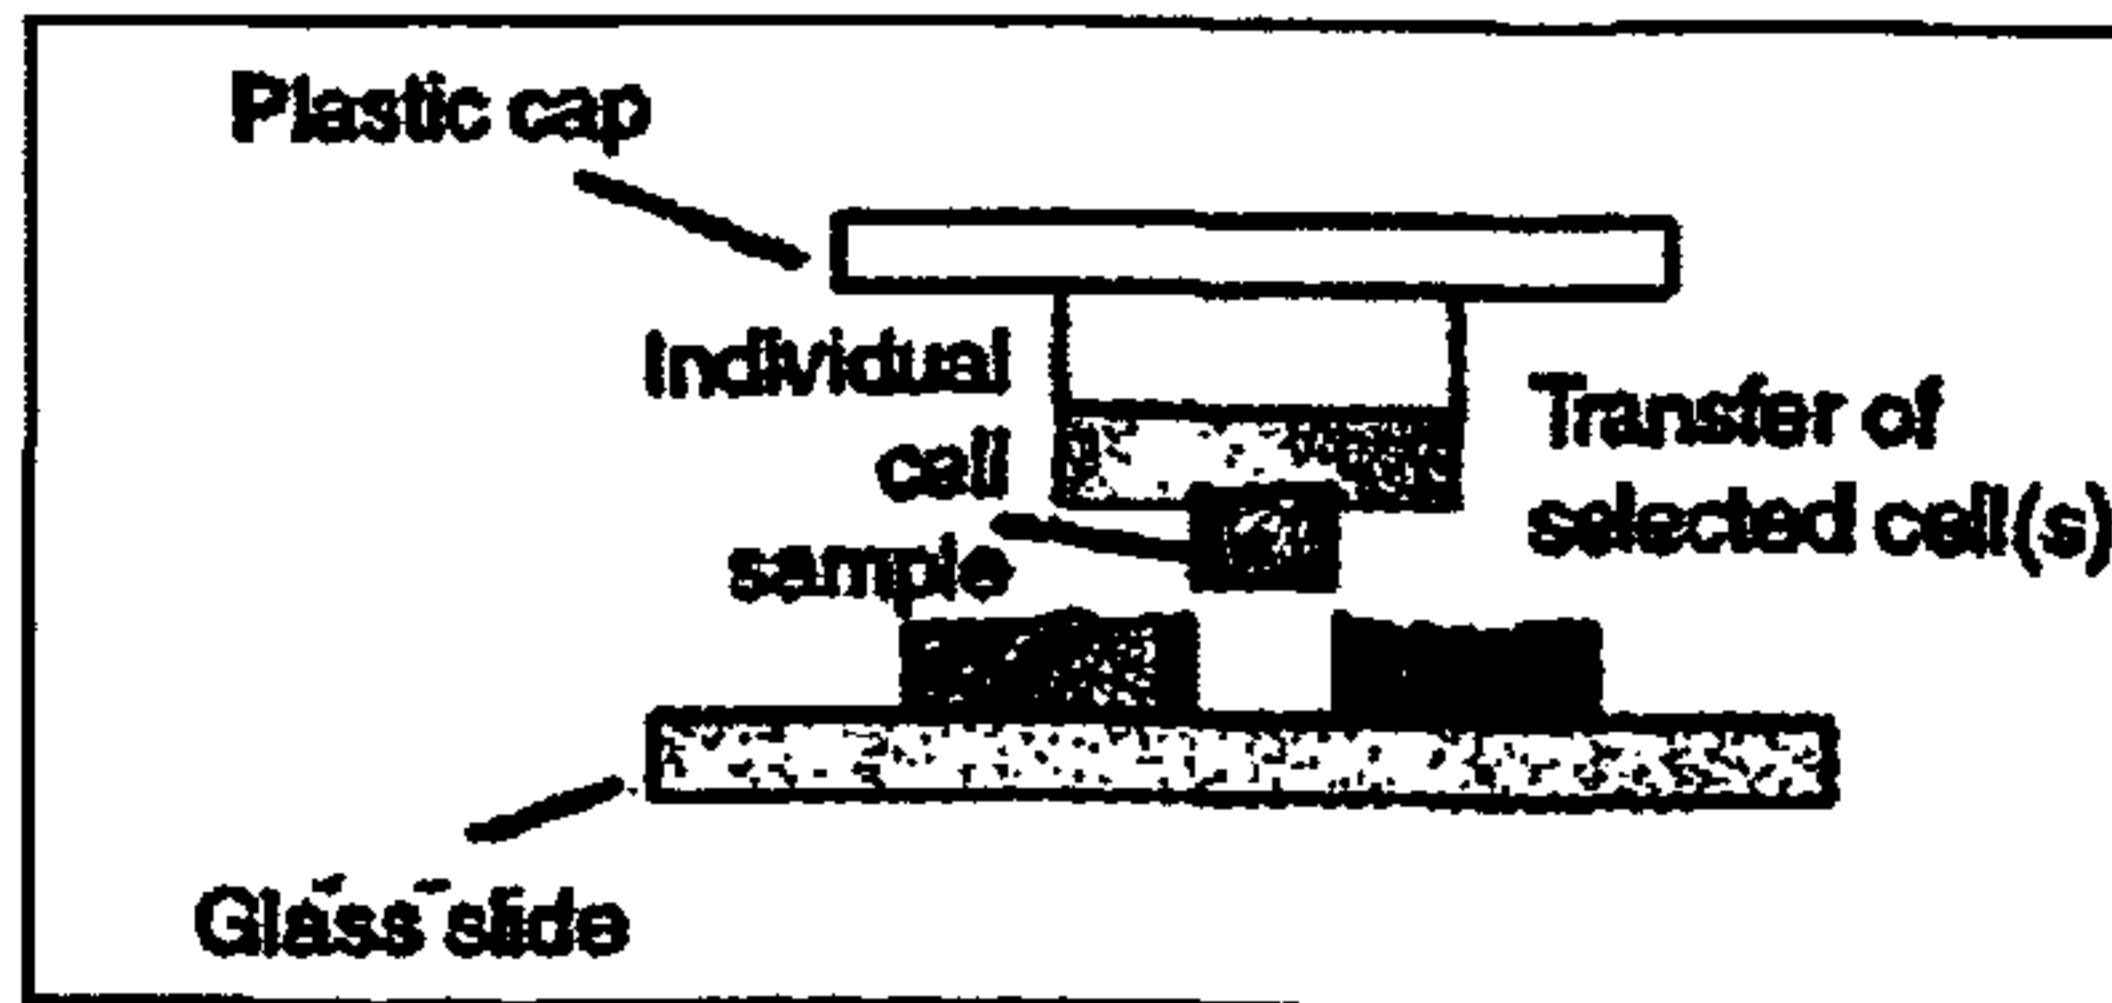 Plastic cap
Individual
cell
sample
Transfer of
selected cell(s)
Glass slide